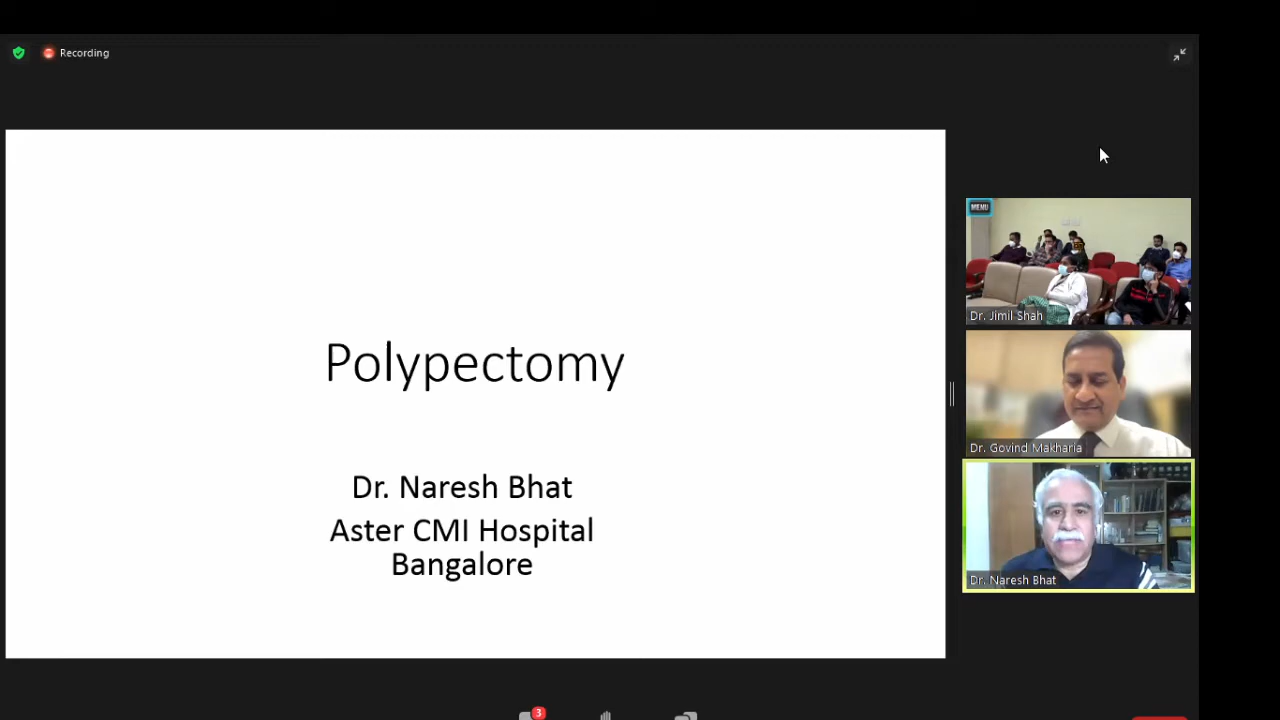 Recording
MENU
Dr. Jimil Shah
Polypectomy
Dr. Govind Makharia
Dr. Naresh Bhat
Aster CMI Hospital
Bangalore
Dr. Naresh Bhat
3